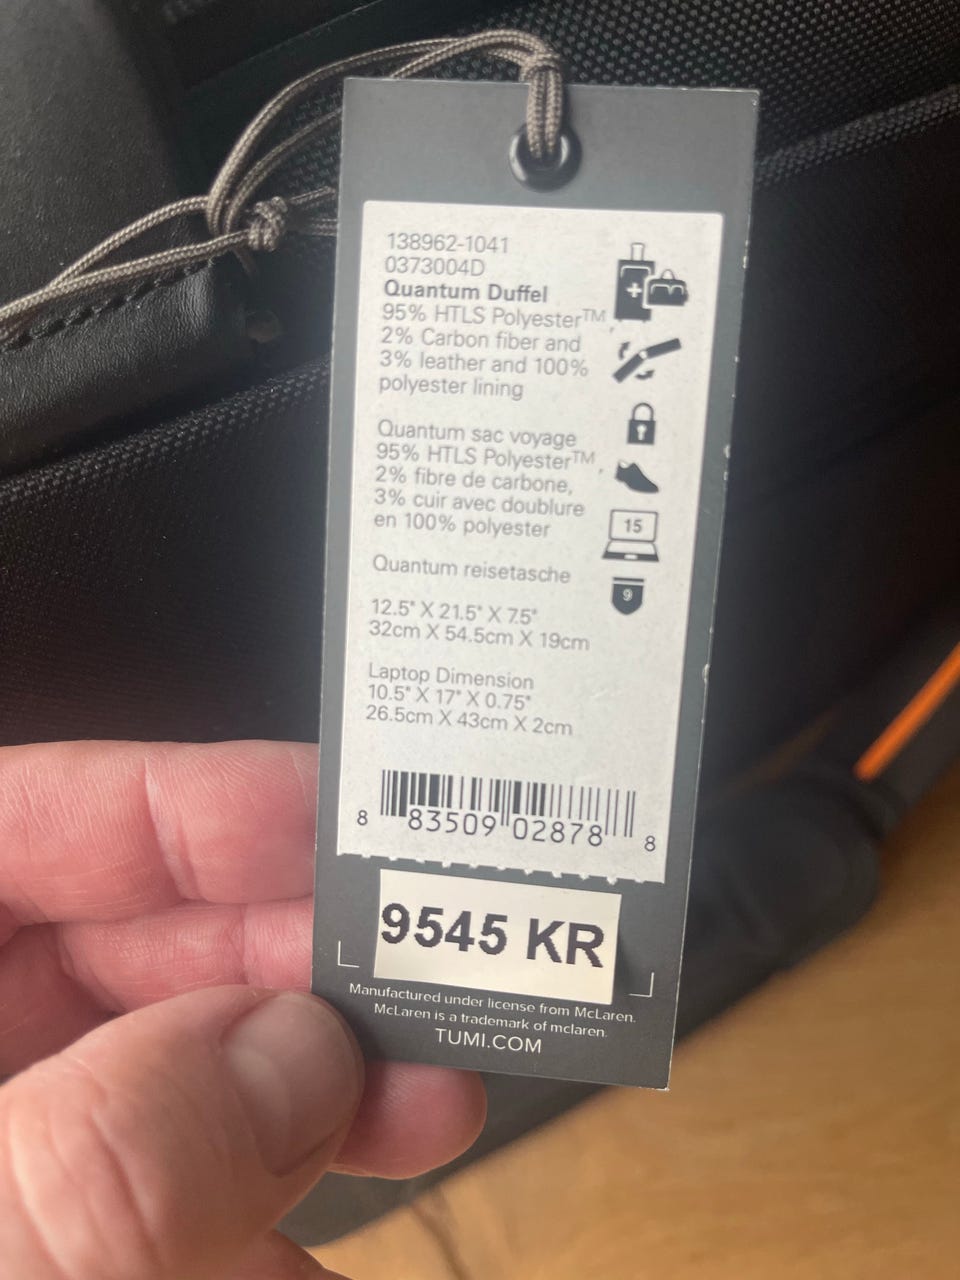 138962-1041
0373004D
Quantum Duffel
95% HTLS Polyester™,
2% Carbon fiber and
3% leather and 100%
polyester lining
Quantum sac voyage
95% HTLS Polyester™,
2% fibre de carbone,
3% cuir avec doublure
en 100% polyester
Quantum reisetasche
12.5" X 21.5" X 7.5"
32cm X 54.5cm X 19cm
Laptop Dimension
10.5" X 17" X 0.75"
26.5cm X 43cm X 2cm
15
9
8 83509 02878 8
9545 KR
Manufactured under license from McLaren.
McLaren is a trademark of mclaren.
TUMI.COM